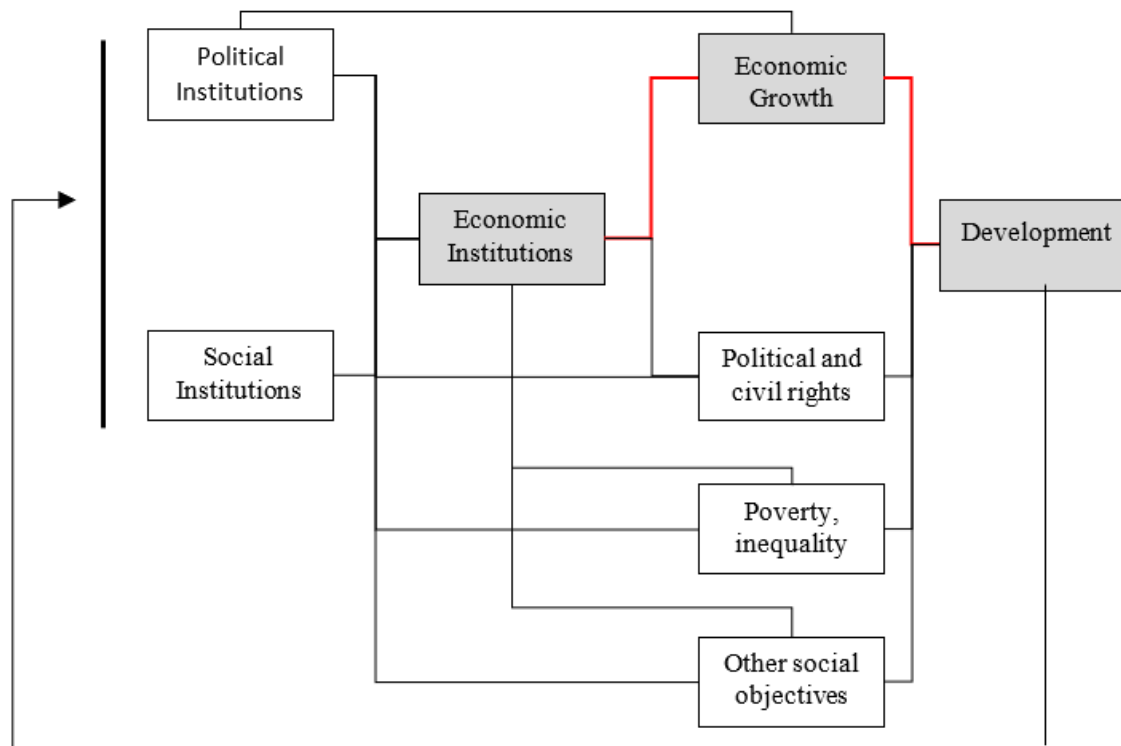 Political
Institutions
Economic
Growth
Economic
Institutions
Development
Social
Institutions
Political and
civil rights
Poverty,
inequality
Other social
objectives